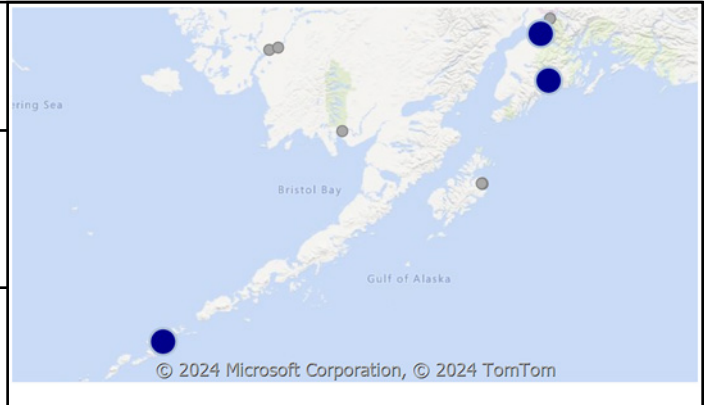 ering Sea
Bristol Bay
Gulf of Alaska
© 2024 Microsoft Corporation, © 2024 TomTom